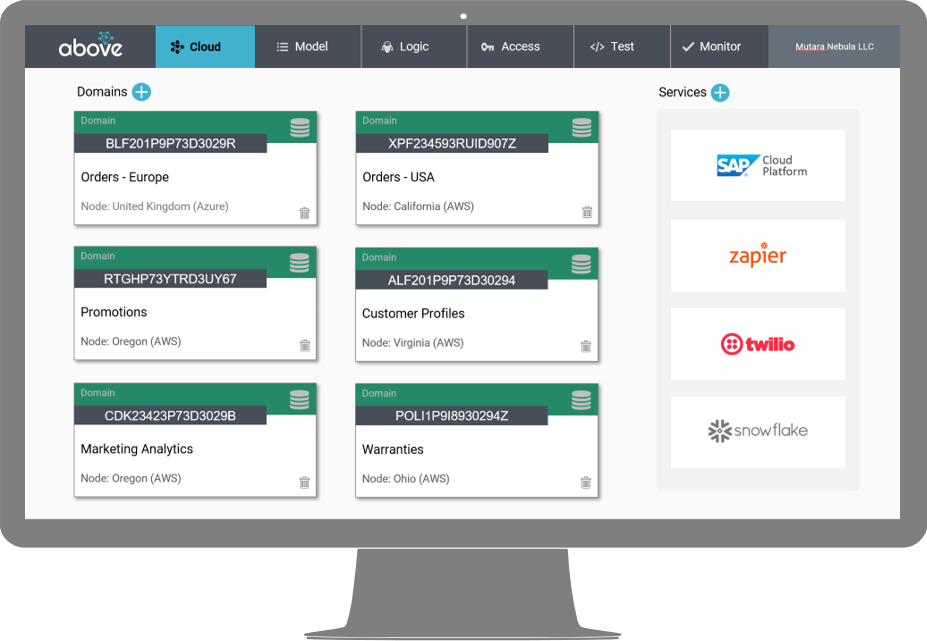 above
Cloud
Model
Logic
Access
Test
Monitor
Mutara Nebula LLC
Domains
Services
Domain
BLF201P9P73D3029R
Orders - Europe
Node: United Kingdom (Azure)
Domain
XPF234593RUID907Z
Orders - USA
Node: California (AWS)
Domain
RTGHP73YTRD3UY67
Promotions
Node: Oregon (AWS)
Domain
ALF201P9P73D30294
Customer Profiles
Node: Virginia (AWS)
Domain
CDK23423P73D3029B
Marketing Analytics
Node: Oregon (AWS)
Domain
POLI1P9I8930294Z
Warranties
Node: Ohio (AWS)
SAP Cloud
Platform
zapier
twilio
snowflake